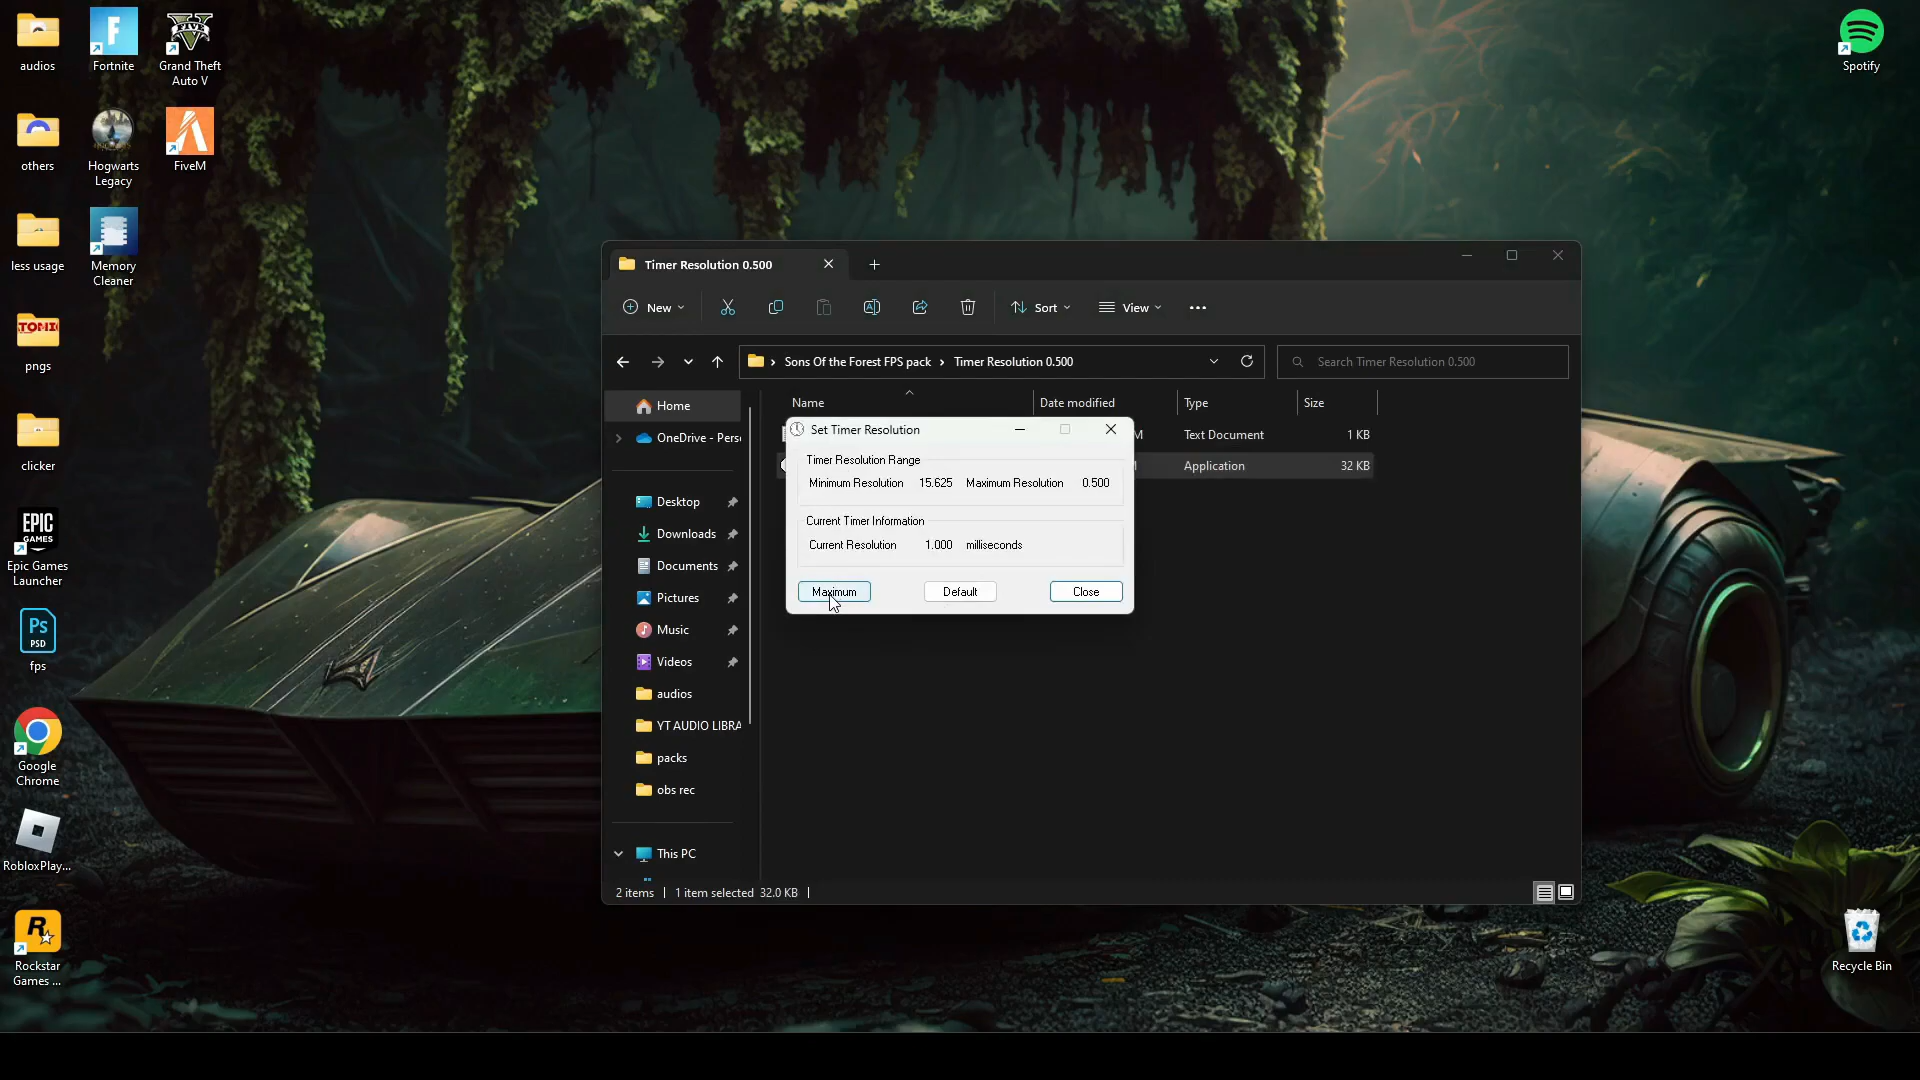 audios
Fortnite
Grand Theft
Auto V
Spotify
others
Hogwarts
Legacy
FiveM
less usage
Memory
Cleaner
TOMI
pngs
clicker
EPIC
GAMES
Epic Games
Launcher
Ps
PSD
fps
Google
Chrome
RobloxPlay...
Rockstar
Games ...
Recycle Bin
Timer Resolution 0.500
New
Sort
View
Sons Of the Forest FPS pack > Timer Resolution 0.500
Search Timer Resolution 0.500
Home
OneDrive - Pers
Desktop
Downloads
Documents
Pictures
Music
Videos
audios
YT AUDIO LIBRA
packs
obs rec
This PC
Name
Date modified
Type
Size
M
Text Document
1 KB
Application
32 KB
Set Timer Resolution
Timer Resolution Range
Minimum Resolution 15.625 Maximum Resolution 0.500
Current Timer Information
Current Resolution 1.000 milliseconds
Maximum
Default
Close
2 items
1 item selected 32.0 KB